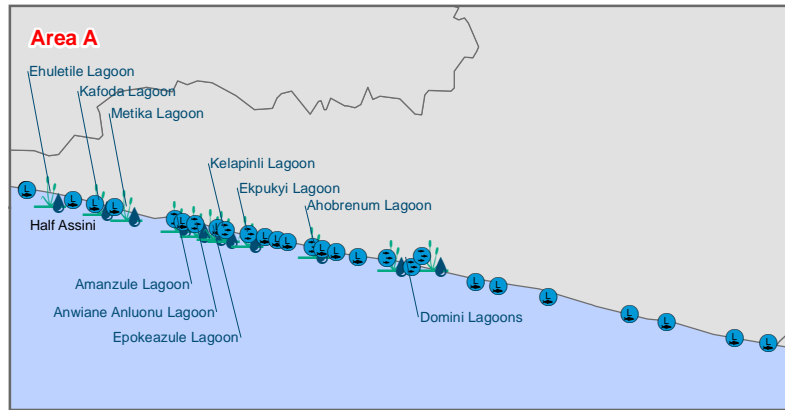 Area A
Ehuletile Lagoon
Kafoda Lagoon
Metika Lagoon
Kelapinli Lagoon
Ekpukyi Lagoon
Ahobrenum Lagoon
Half Assini
Amanzule Lagoon
Anwiane Anluonu Lagoon
Domini Lagoons
Epokeazule Lagoon